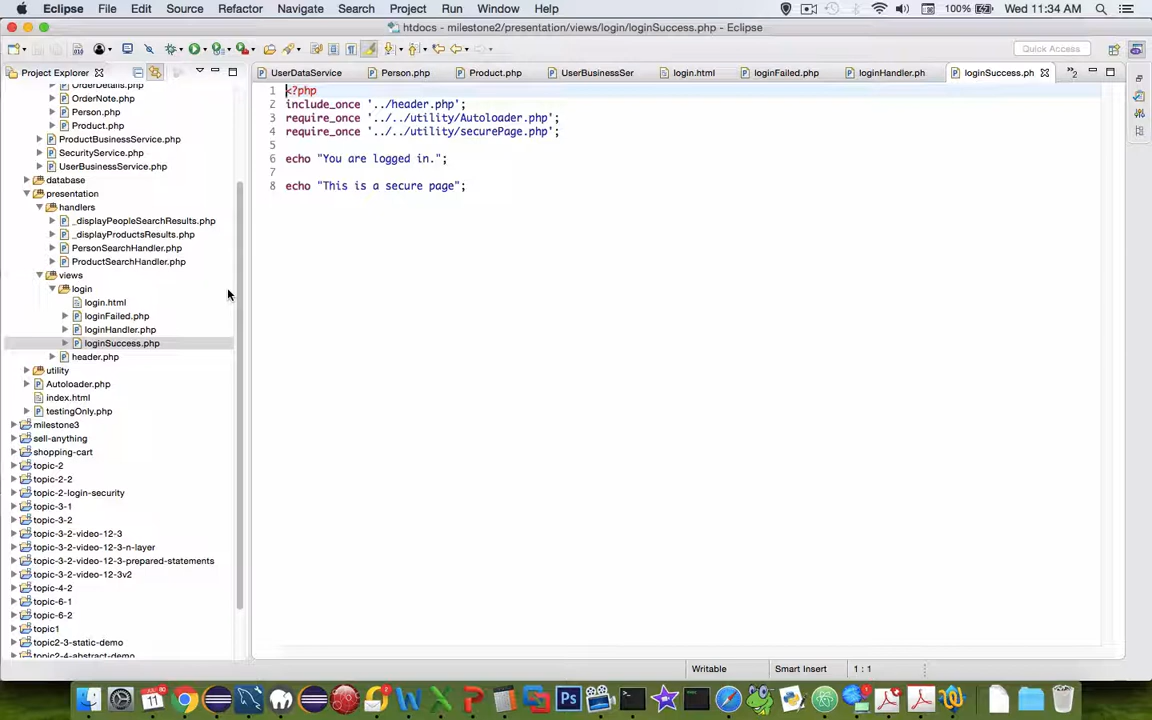 Eclipse File Edit Source Refactor Navigate Search Project Run Window Help 100% Wed 11:34 AM
htdocs - milestone2/presentation/views/login/loginSuccess.php - Eclipse
Quick Access
Project Explorer
UserDataService Person.php Product.php UserBusinessSer login.html loginFailed.php loginHandler.ph loginSuccess.ph »2
OrderDetails.php
OrderNote.php
Person.php
Product.php
ProductBusinessService.php
SecurityService.php
UserBusinessService.php
database
presentation
handlers
_displayPeopleSearchResults.php
_displayProductsResults.php
PersonSearchHandler.php
ProductSearchHandler.php
views
login
login.html
loginFailed.php
loginHandler.php
loginSuccess.php
header.php
utility
Autoloader.php
index.html
testingOnly.php
milestone3
sell-anything
shopping-cart
topic-2
topic-2-2
topic-2-login-security
topic-3-1
topic-3-2
topic-3-2-video-12-3
topic-3-2-video-12-3-n-layer
topic-3-2-video-12-3-prepared-statements
topic-3-2-video-12-3v2
topic-4-2
topic-6-1
topic-6-2
topic1
topic2-3-static-demo
topic2-4-abstract-demo
1 <?php
2 include_once '../header.php';
3 require_once '../../utility/Autoloader.php';
4 require_once '../../utility/securePage.php';
5
6 echo "You are logged in.";
7
8 echo "This is a secure page";
Writable Smart Insert 1 : 1